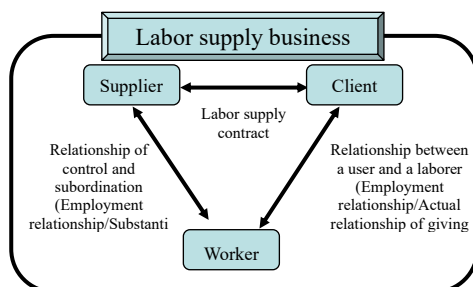 Labor supply business
Supplier
Client
Labor supply
contract
Relationship of
control and
subordination
(Employment
relationship/Substanti
Relationship between
a user and a laborer
(Employment
relationship/Actual
relationship of giving
Worker